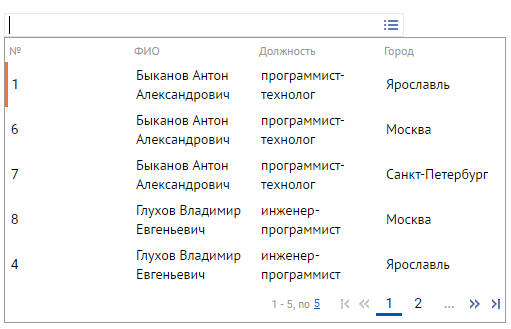 № ФИО Должность Город
1 Быканов Антон Александрович программист-технолог Ярославль
6 Быканов Антон Александрович программист-технолог Москва
7 Быканов Антон Александрович программист-технолог Санкт-Петербург
8 Глухов Владимир Евгеньевич инженер-программист Москва
4 Глухов Владимир Евгеньевич инженер-программист Ярославль
1 - 5, по 5 1 2 ...